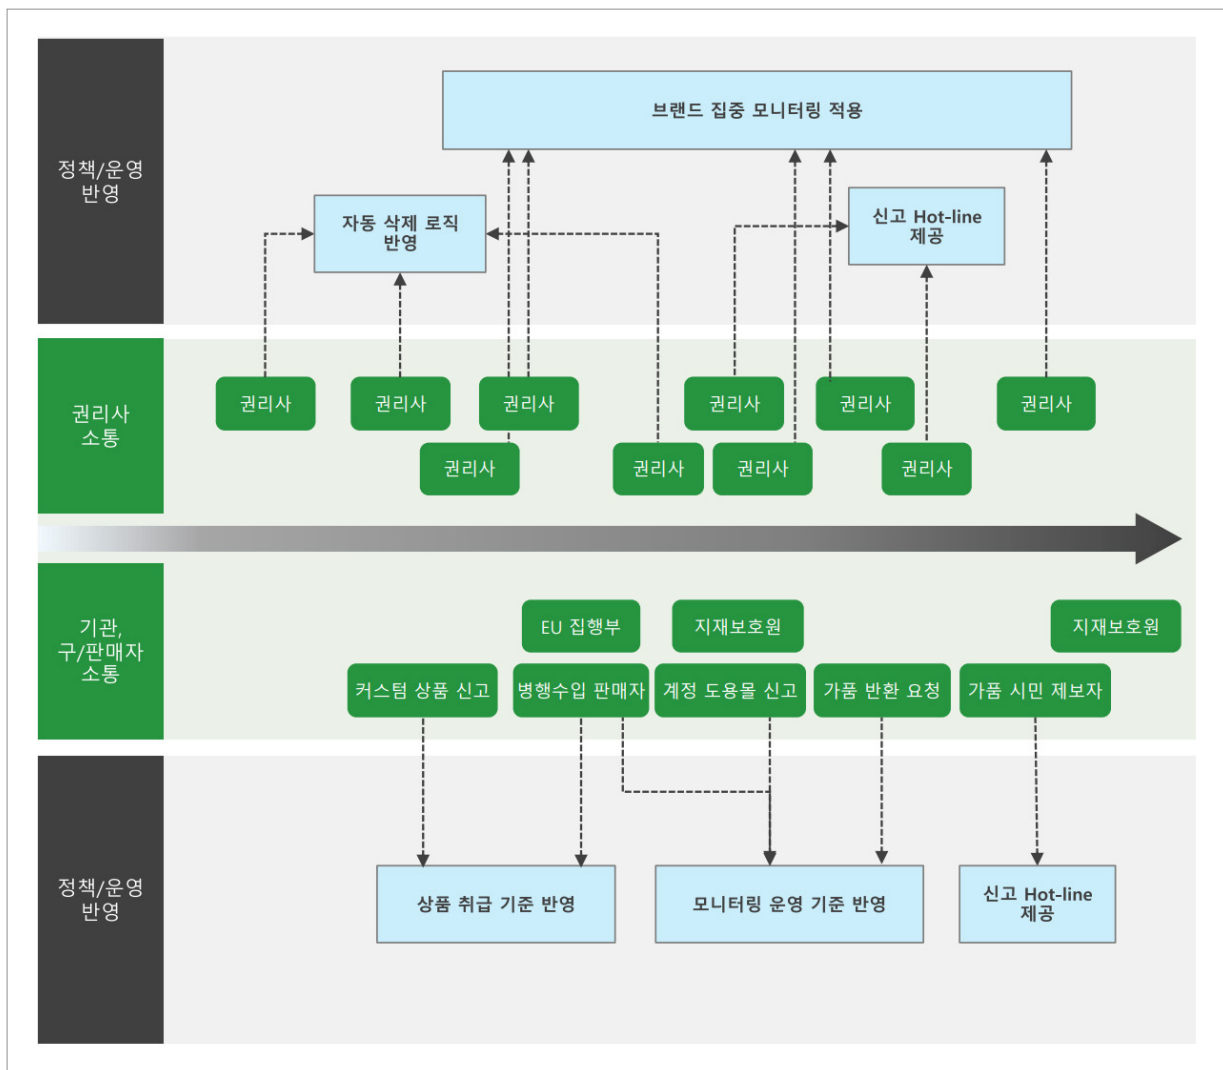 정책/운영
반영
브랜드 집중 모니터링 적용
자동 삭제 로직
반영
신고 Hot-line
제공
권리사
소통
권리사
권리사
권리사
권리사
권리사
권리사
권리사
권리사
권리사
권리사
기관,
구/판매자
소통
EU 집행부
지재보호원
지재보호원
커스텀 상품 신고
병행수입 판매자
계정 도용몰 신고
가품 반환 요청
가품 시민 제보자
정책/운영
반영
상품 취급 기준 반영
모니터링 운영 기준 반영
신고 Hot-line
제공